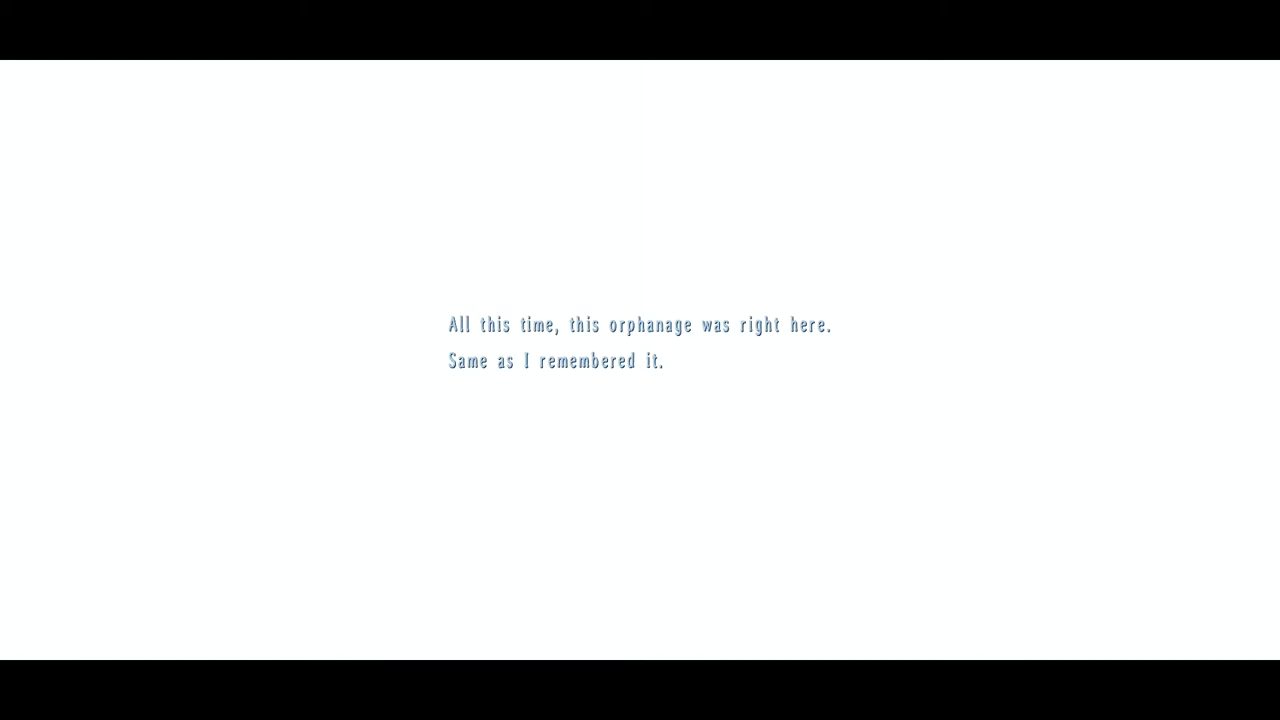 All this time, this orphanage was right here.
Same as I remembered it.